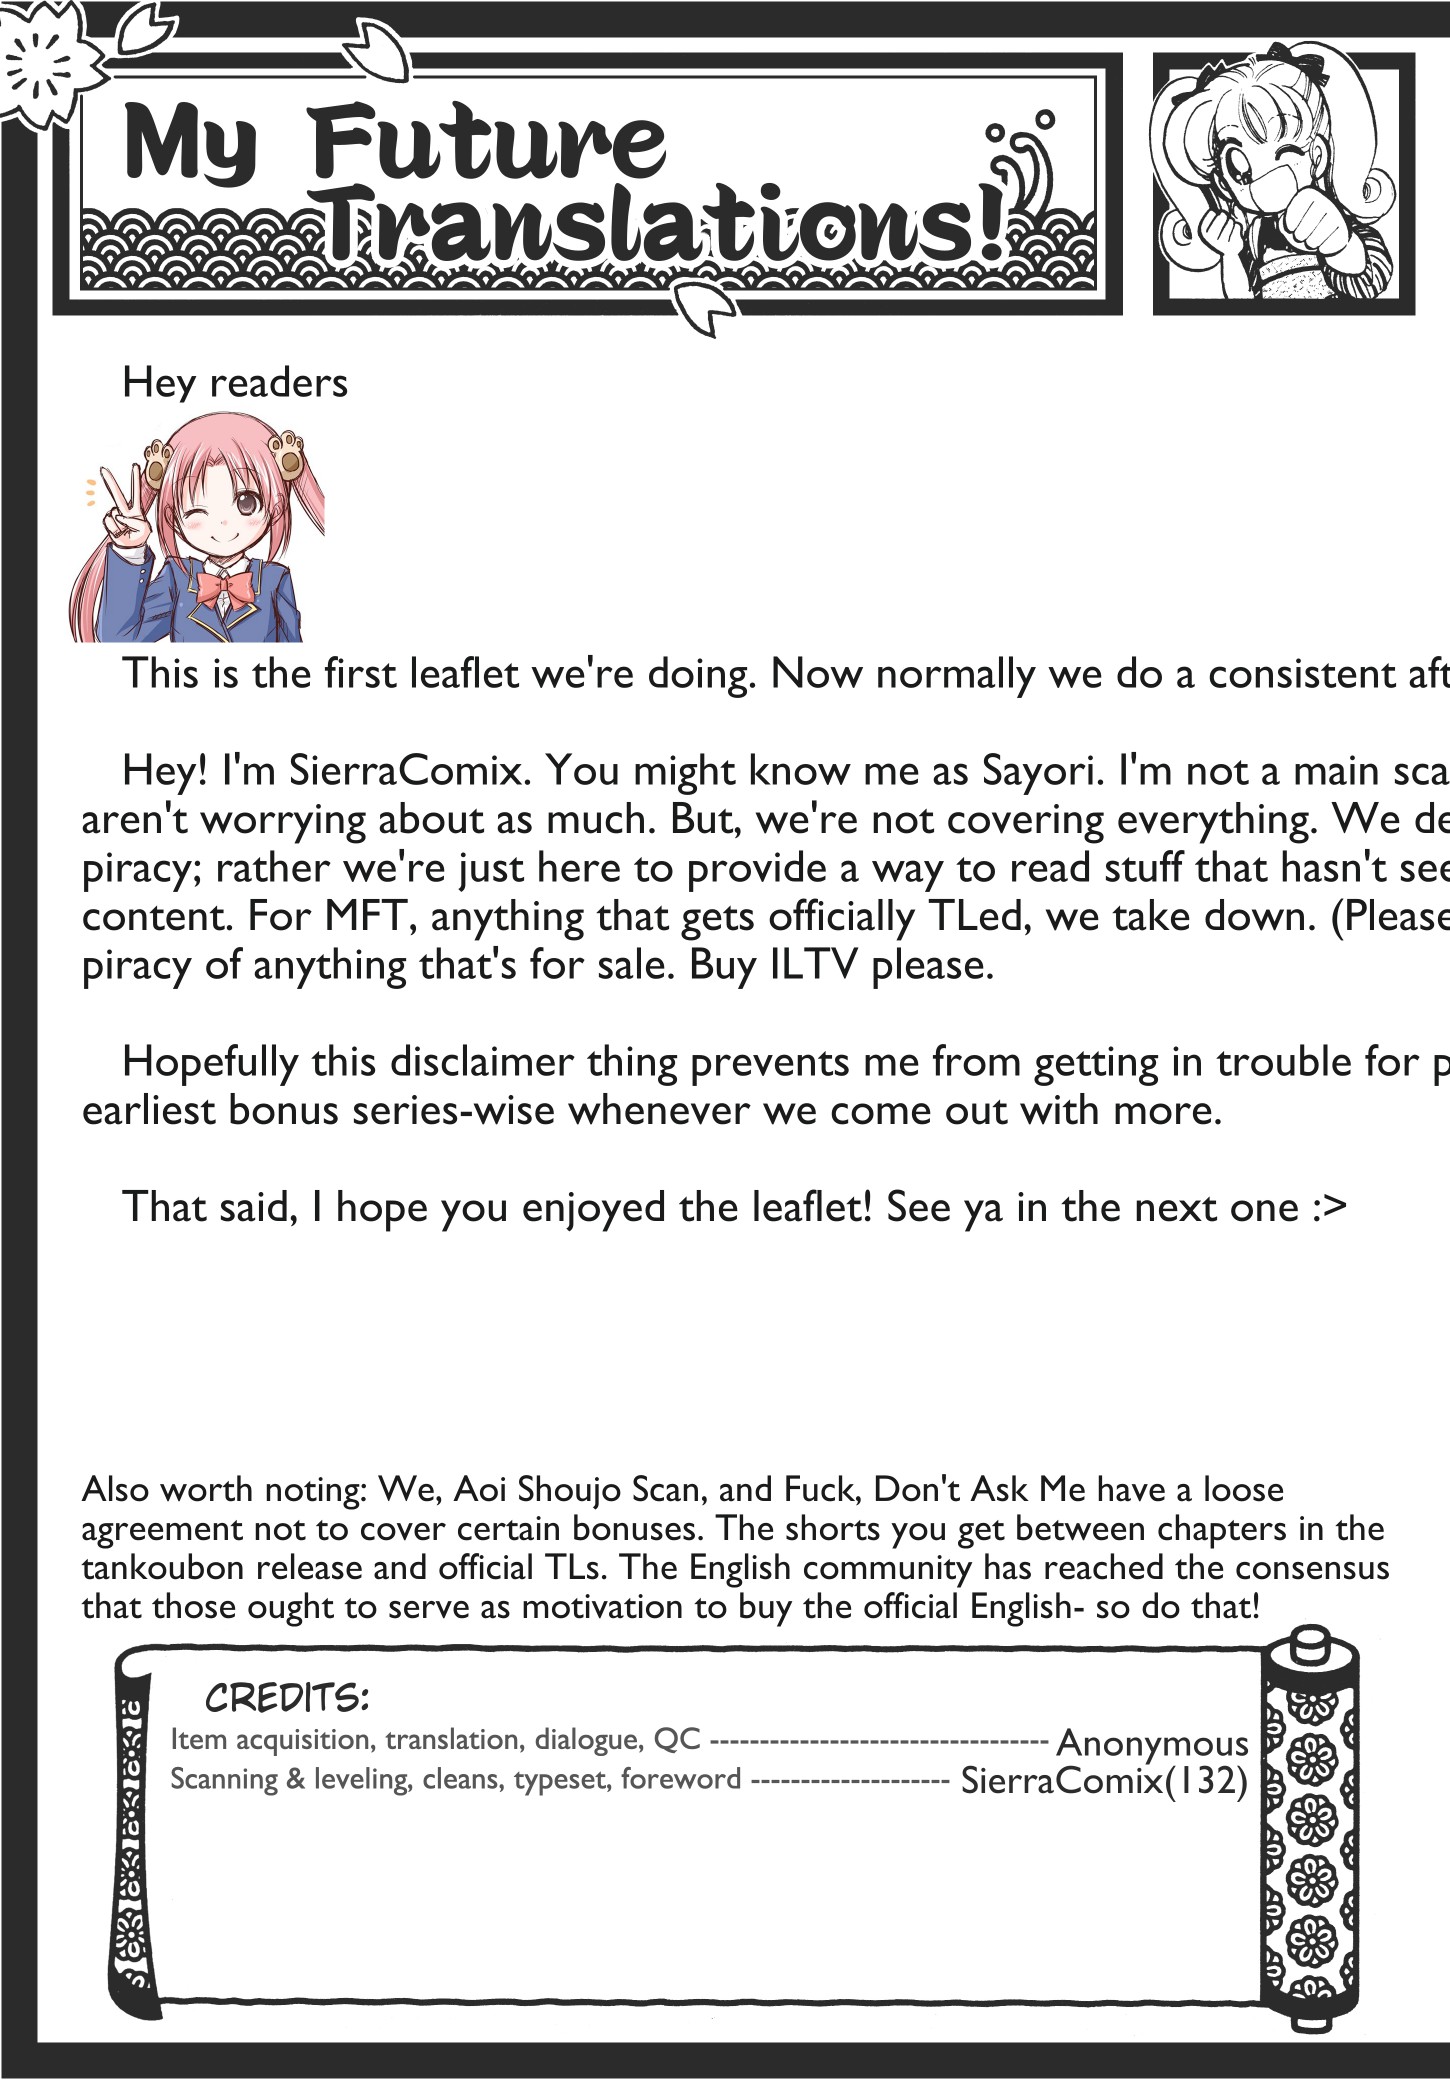 My Future
Translations!
Hey readers
This is the first leaflet we're doing. Now normally we do a consistent aft
Hey! I'm SierraComix. You might know me as Sayori. I'm not a main sca
aren't worrying about as much. But, we're not covering everything. We de
piracy; rather we're just here to provide a way to read stuff that hasn't see
content. For MFT, anything that gets officially TLed, we take down. (Please
piracy of anything that's for sale. Buy ILTV please.
Hopefully this disclaimer thing prevents me from getting in trouble for p
earliest bonus series-wise whenever we come out with more.
That said, I hope you enjoyed the leaflet! See ya in the next one :>
Also worth noting: We, Aoi Shoujo Scan, and Fuck, Don't Ask Me have a loose
agreement not to cover certain bonuses. The shorts you get between chapters in the
tankoubon release and official TLs. The English community has reached the consensus
that those ought to serve as motivation to buy the official English- so do that!
CREDITS:
Item acquisition, translation, dialogue, QC ---------------------------------- Anonymous
Scanning & leveling, cleans, typeset, foreword -------------------- SierraComix(132)